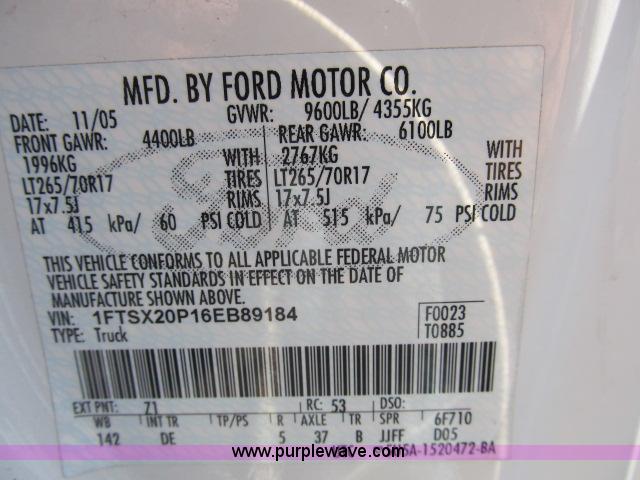 MFD. BY FORD MOTOR CO.
DATE: 11/05 GVWR: 9600LB/ 4355KG
FRONT GAWR: 4400LB REAR GAWR: 6100LB
1996KG WITH 2767KG WITH
LT265/70R17 TIRES LT265/70R17 TIRES
17x7.5J RIMS 17x7.5J RIMS
AT 415 kPa/ 60 PSI COLD AT 515 kPa/ 75 PSI COLD
Ford
THIS VEHICLE CONFORMS TO ALL APPLICABLE FEDERAL MOTOR
VEHICLE SAFETY STANDARDS IN EFFECT ON THE DATE OF
MANUFACTURE SHOWN ABOVE.
VIN: 1FTSX20P16EB89184 F0023
TYPE: Truck T0885
EXT PNT: Z1 RC: 53 DSO:
WB INT TR TP/PS R AXLE TR SPR 6F710
142 DE 5 37 B JJFF D05
www.purplewave.com